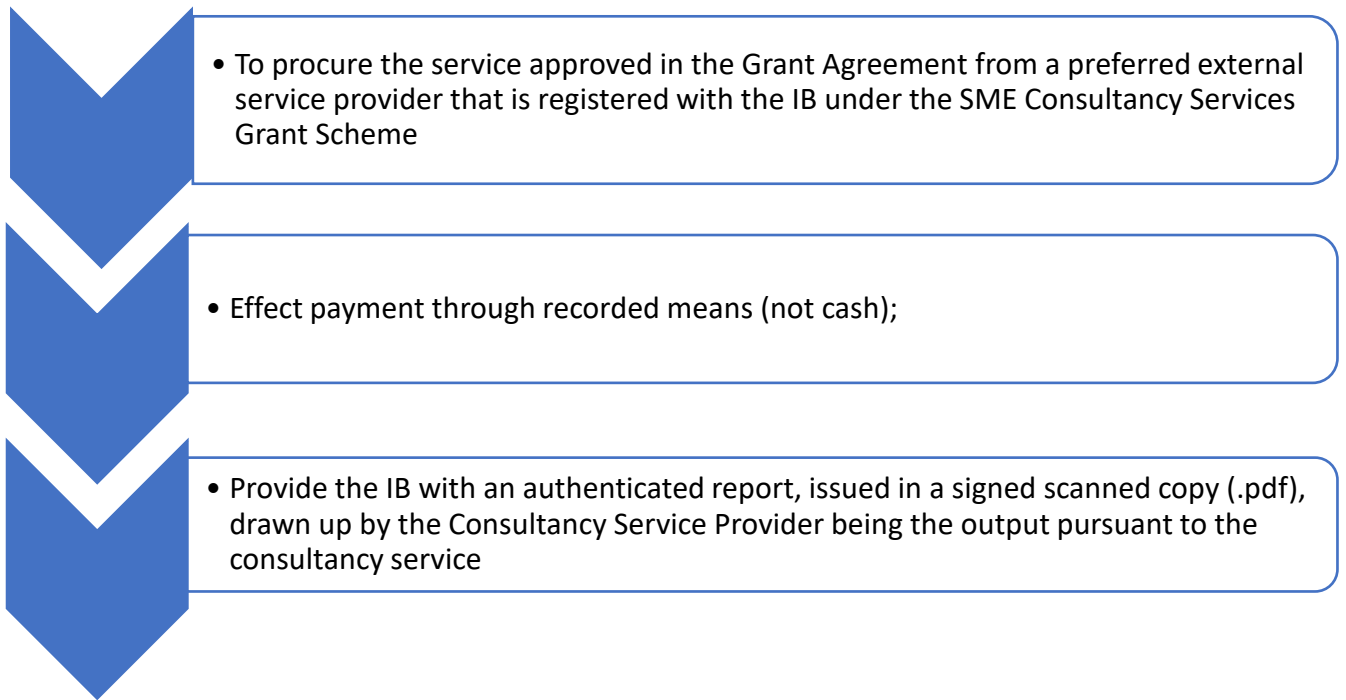 • To procure the service approved in the Grant Agreement from a preferred external
service provider that is registered with the IB under the SME Consultancy Services
Grant Scheme
• Effect payment through recorded means (not cash);
• Provide the IB with an authenticated report, issued in a signed scanned copy (.pdf),
drawn up by the Consultancy Service Provider being the output pursuant to the
consultancy service